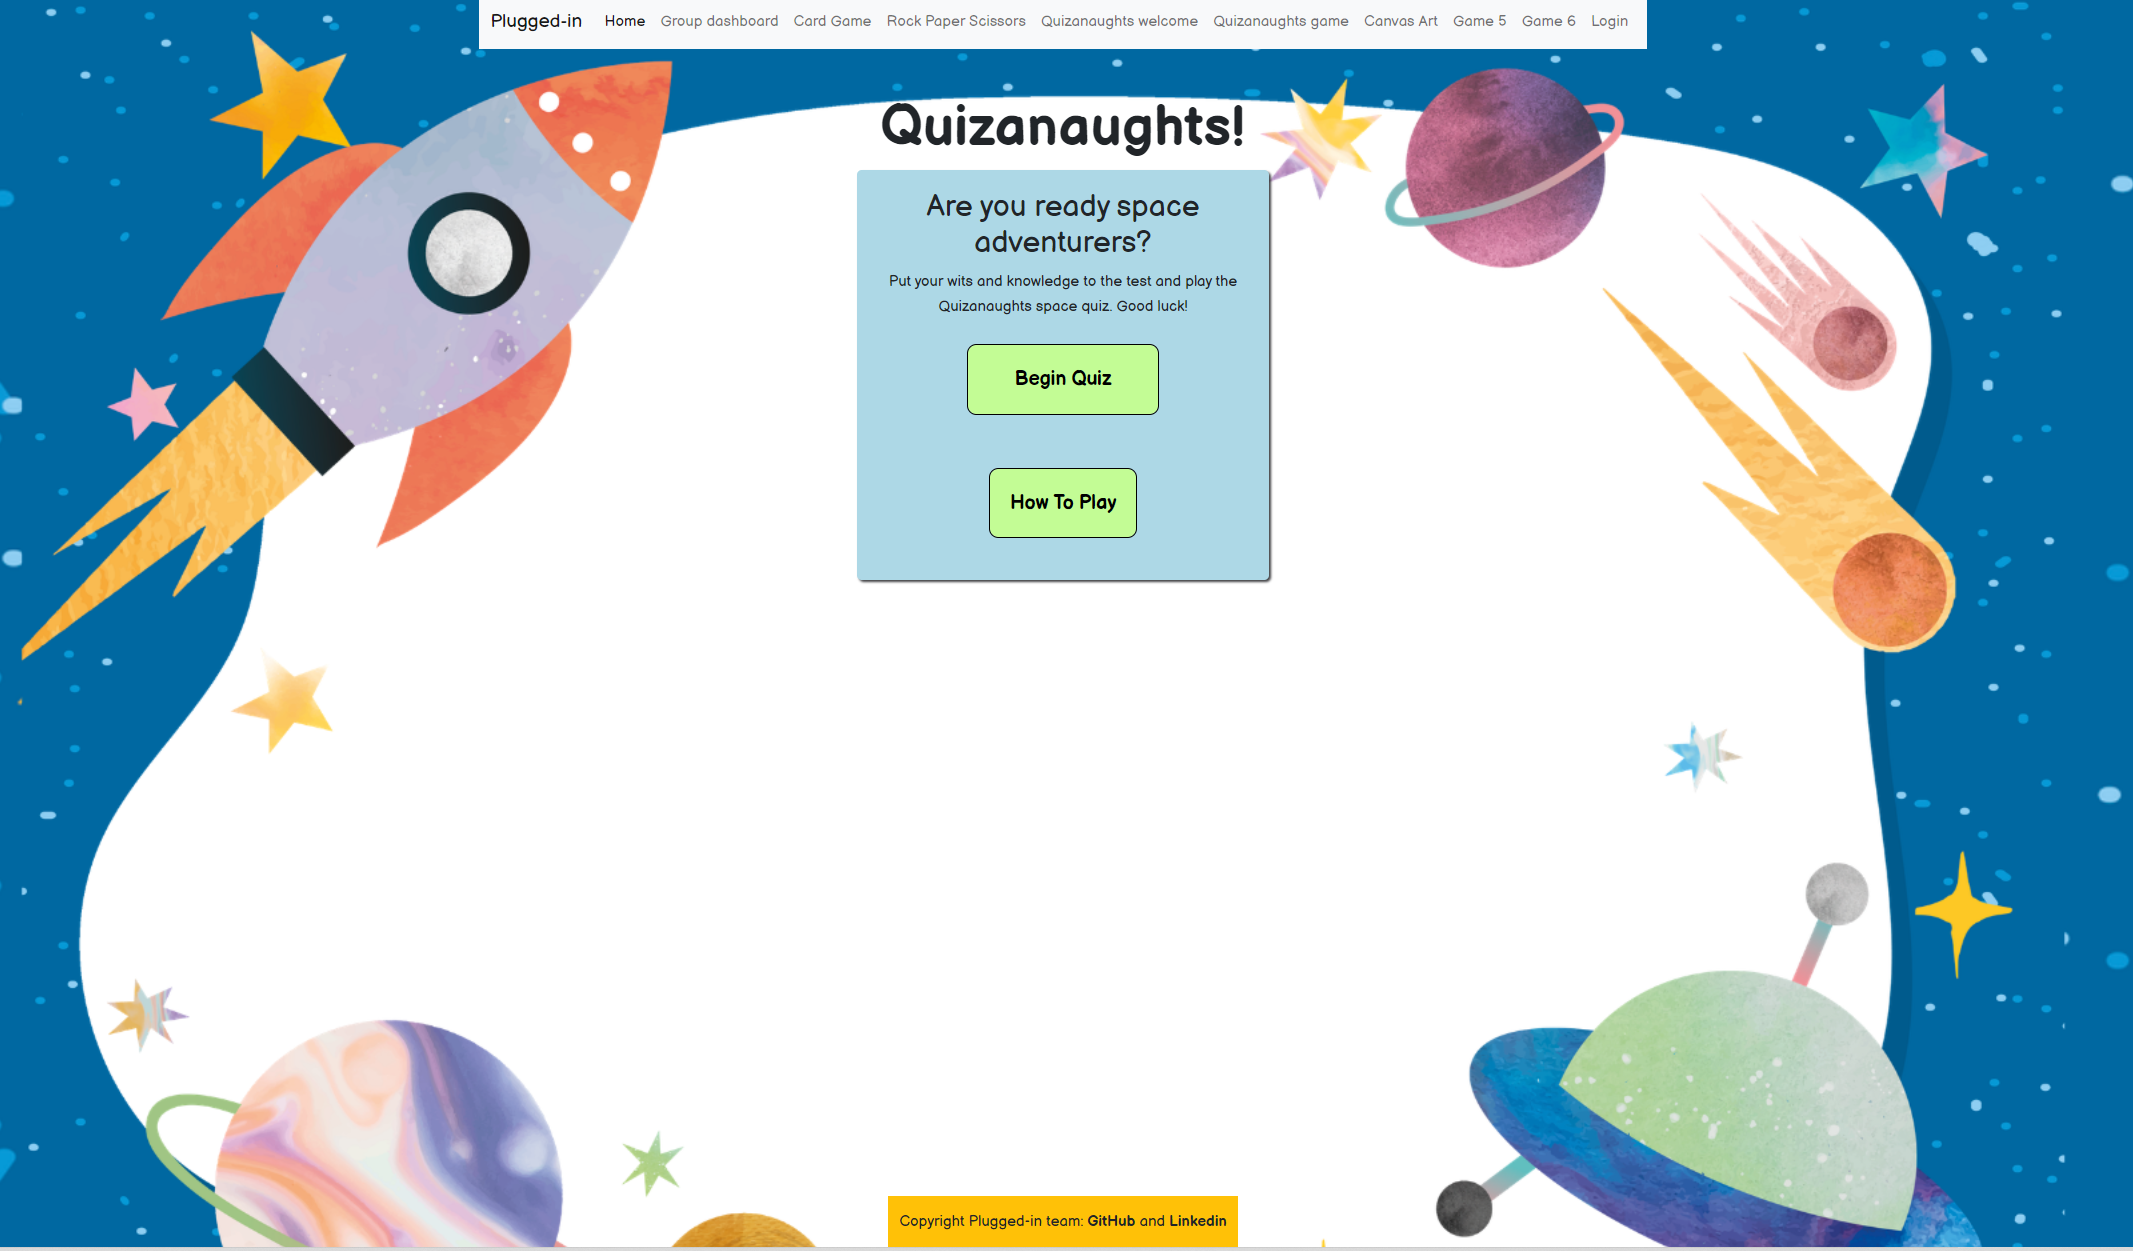 Plugged-in Home Group dashboard Card Game Rock Paper Scissors Quizanaughts welcome Quizanaughts game Canvas Art Game 5 Game 6 Login
Quizanaughts!
Are you ready space
adventurers?
Put your wits and knowledge to the test and play the
Quizanaughts space quiz. Good luck!
Begin Quiz
How To Play
Copyright Plugged-in team: GitHub and Linkedin